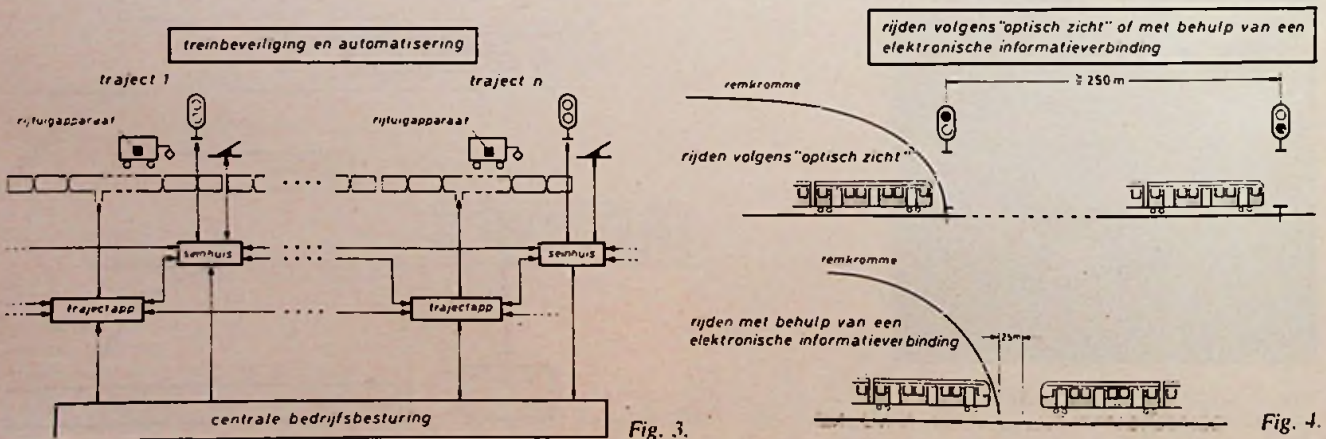 treinbeveiliging en automatisering
traject 1
traject n
rijtuigapparaat
rijtuigapparaat
seinhuis
seinhuis
trajectapp
trajectapp
centrale bedrijfsbesturing
Fig. 3.
rijden volgens "optisch zicht" of met behulp van een
elektronische informatieverbinding
≧ 250 m
remkromme
rijden volgens "optisch zicht"
remkromme
rijden met behulp van een
elektronische informatieverbinding
25m
Fig. 4.